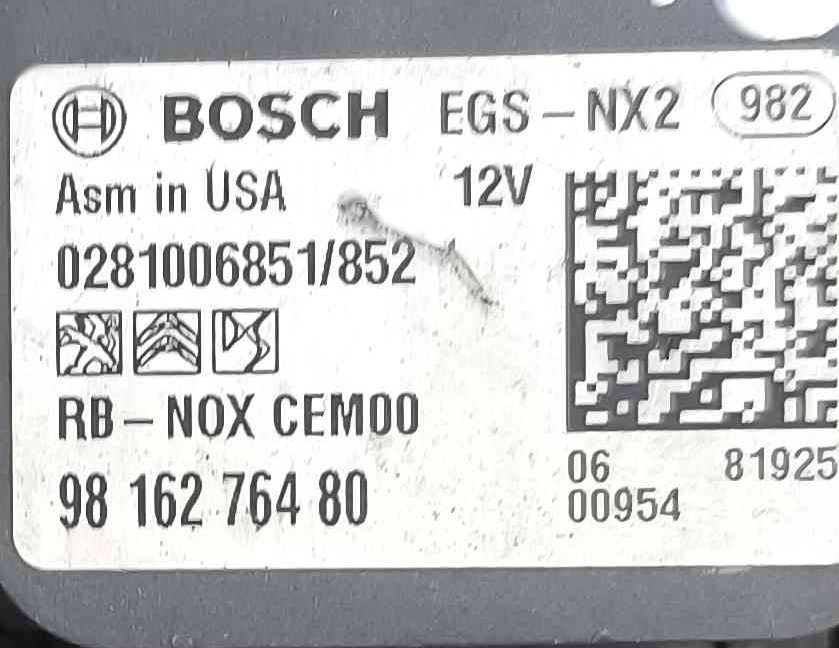 BOSCH EGS-NX2 982
Asm in USA 12V
0281006851/852
RB-NOX CEM00
98 162 764 80
06 81925
00954